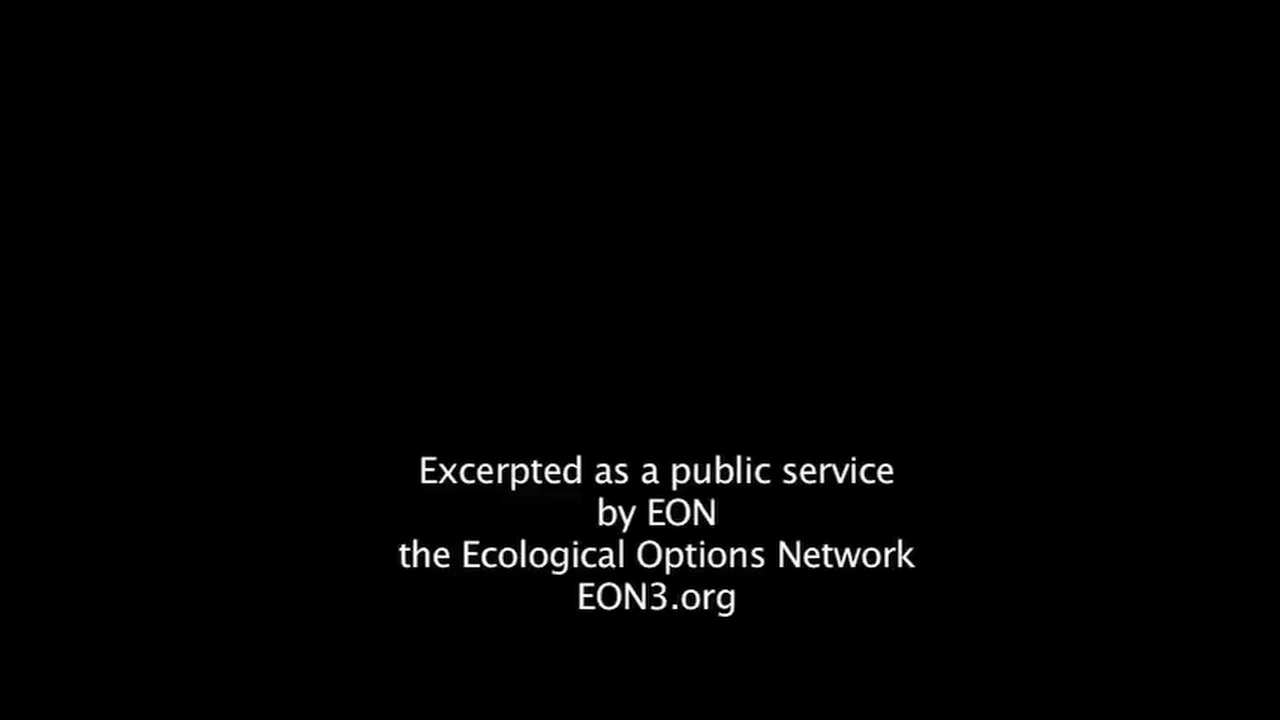 Excerpted as a public service
by EON
the Ecological Options Network
EON3.org